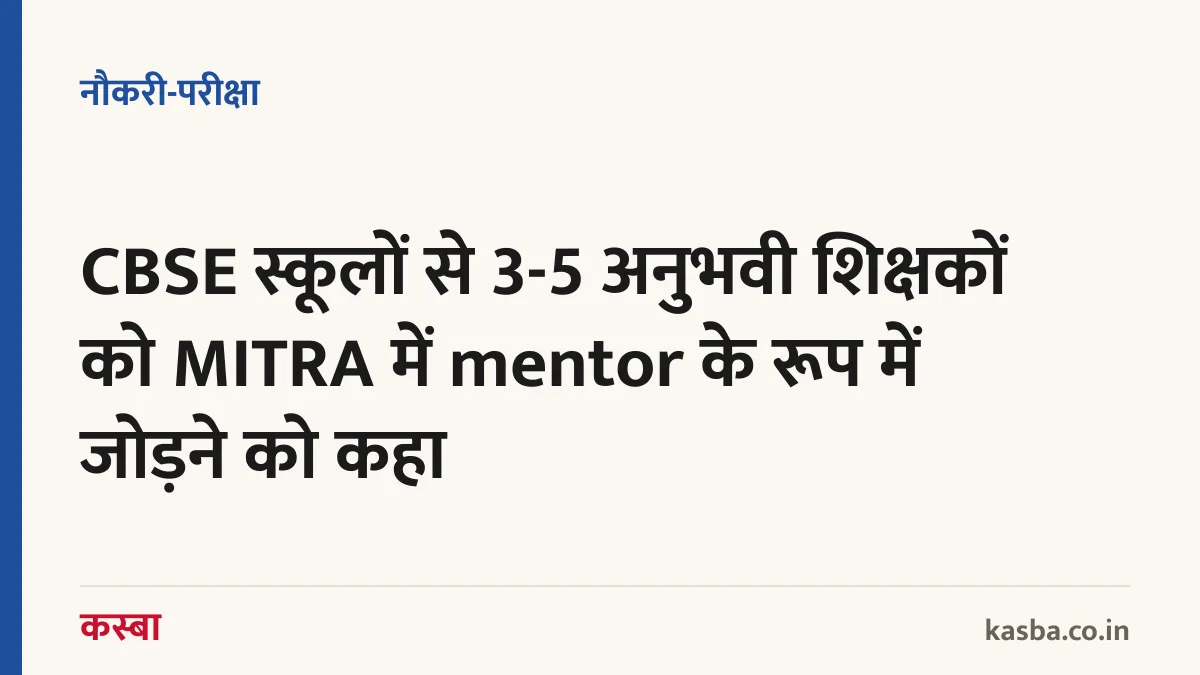 नौकरी-परीक्षा
CBSE स्कूलों से 3-5 अनुभवी शिक्षकों
को MITRA में mentor के रूप में
जोड़ने को कहा
कस्बा
kasba.co.in